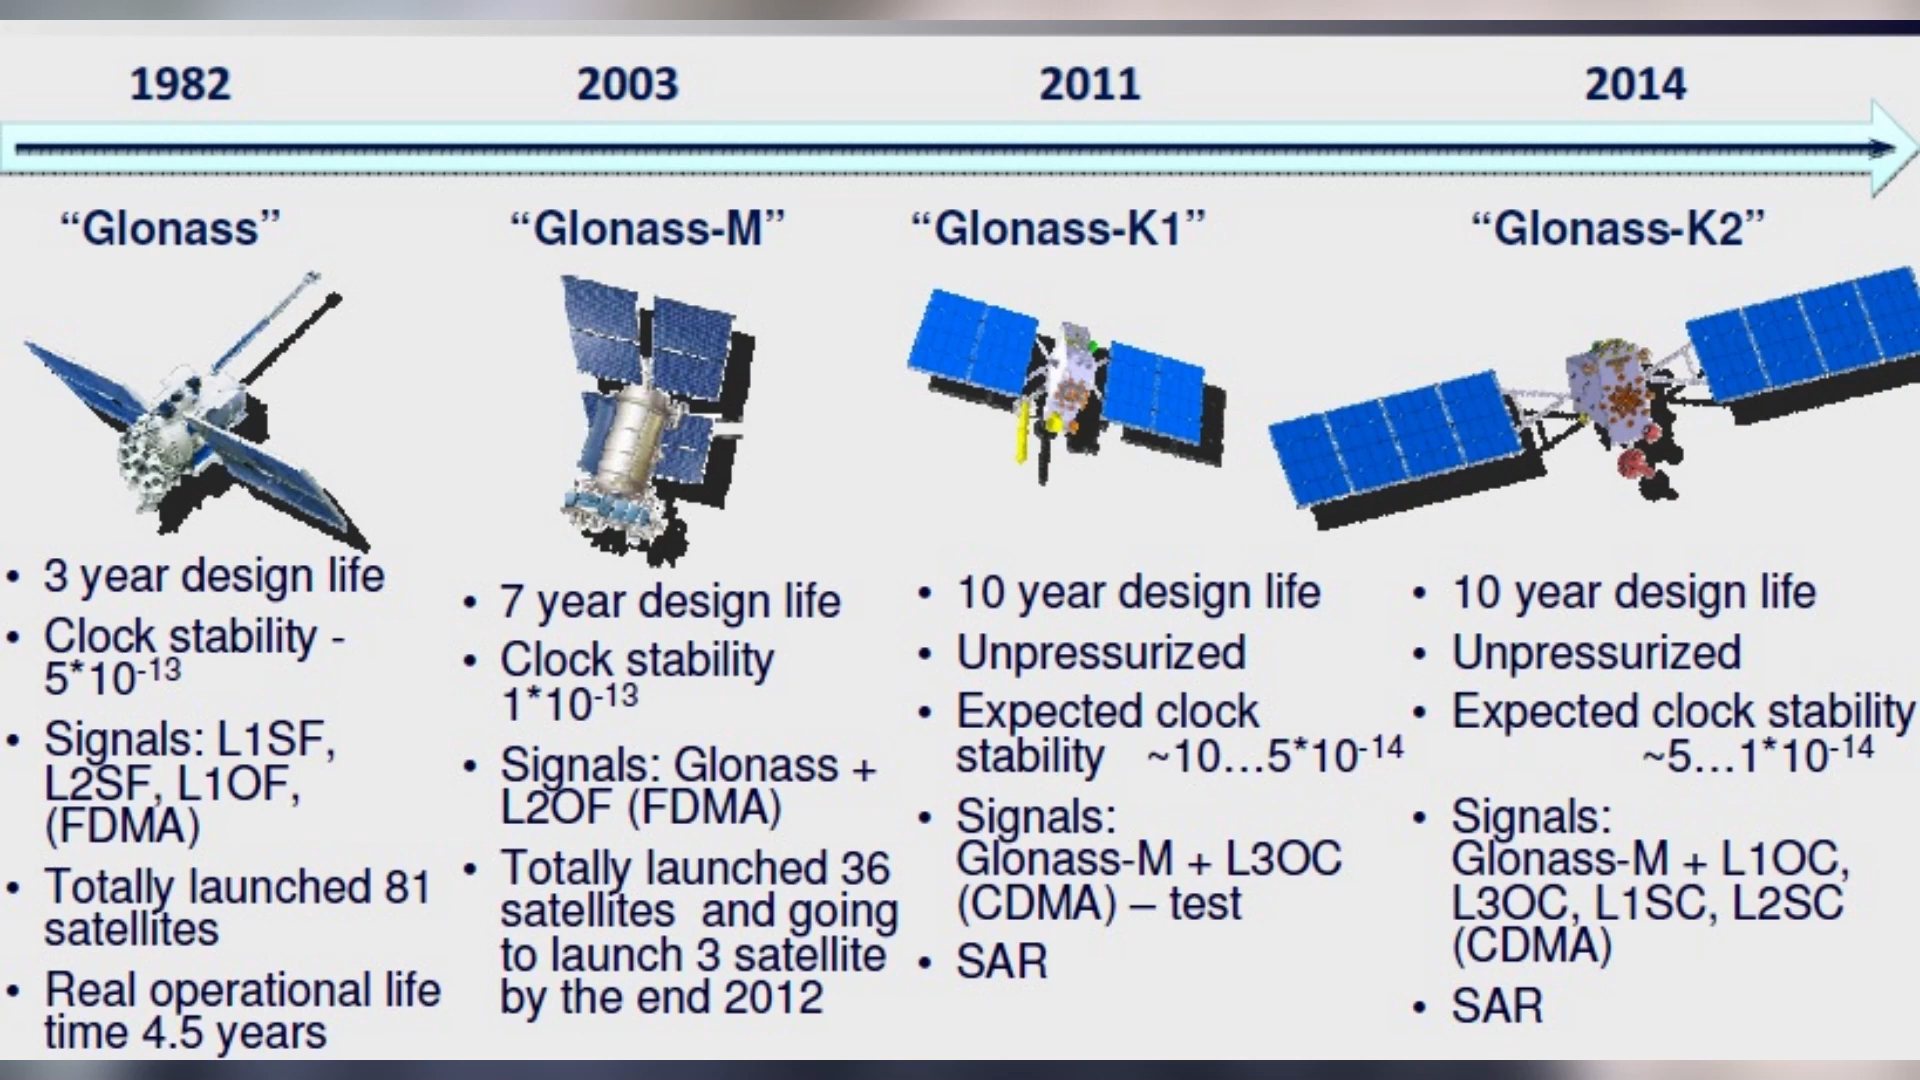 1982
2003
2011
2014
“Glonass”
“Glonass-M”
“Glonass-K1”
“Glonass-K2”
• 3 year design life
• Clock stability -
5*10-13
• Signals: L1SF,
L2SF, L1OF,
(FDMA)
• Totally launched 81
satellites
• Real operational life
time 4.5 years
• 7 year design life
• Clock stability
1*10-13
• Signals: Glonass +
L2OF (FDMA)
• Totally launched 36
satellites and going
to launch 3 satellite
by the end 2012
• 10 year design life
• Unpressurized
• Expected clock
stability ~10…5*10-14
• Signals:
Glonass-M + L3OC
(CDMA) – test
• SAR
• 10 year design life
• Unpressurized
• Expected clock stability
~5…1*10-14
• Signals:
Glonass-M + L1OC,
L3OC, L1SC, L2SC
(CDMA)
• SAR